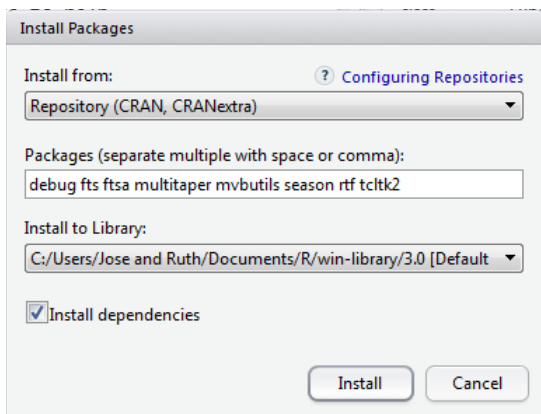 Install Packages
Install from:
? Configuring Repositories
Repository (CRAN, CRANextra)
Packages (separate multiple with space or comma):
debug fts ftsa multitaper mvbutils season rtf tcltk2
Install to Library:
C:/Users/Jose and Ruth/Documents/R/win-library/3.0 [Default
Install dependencies
Install
Cancel